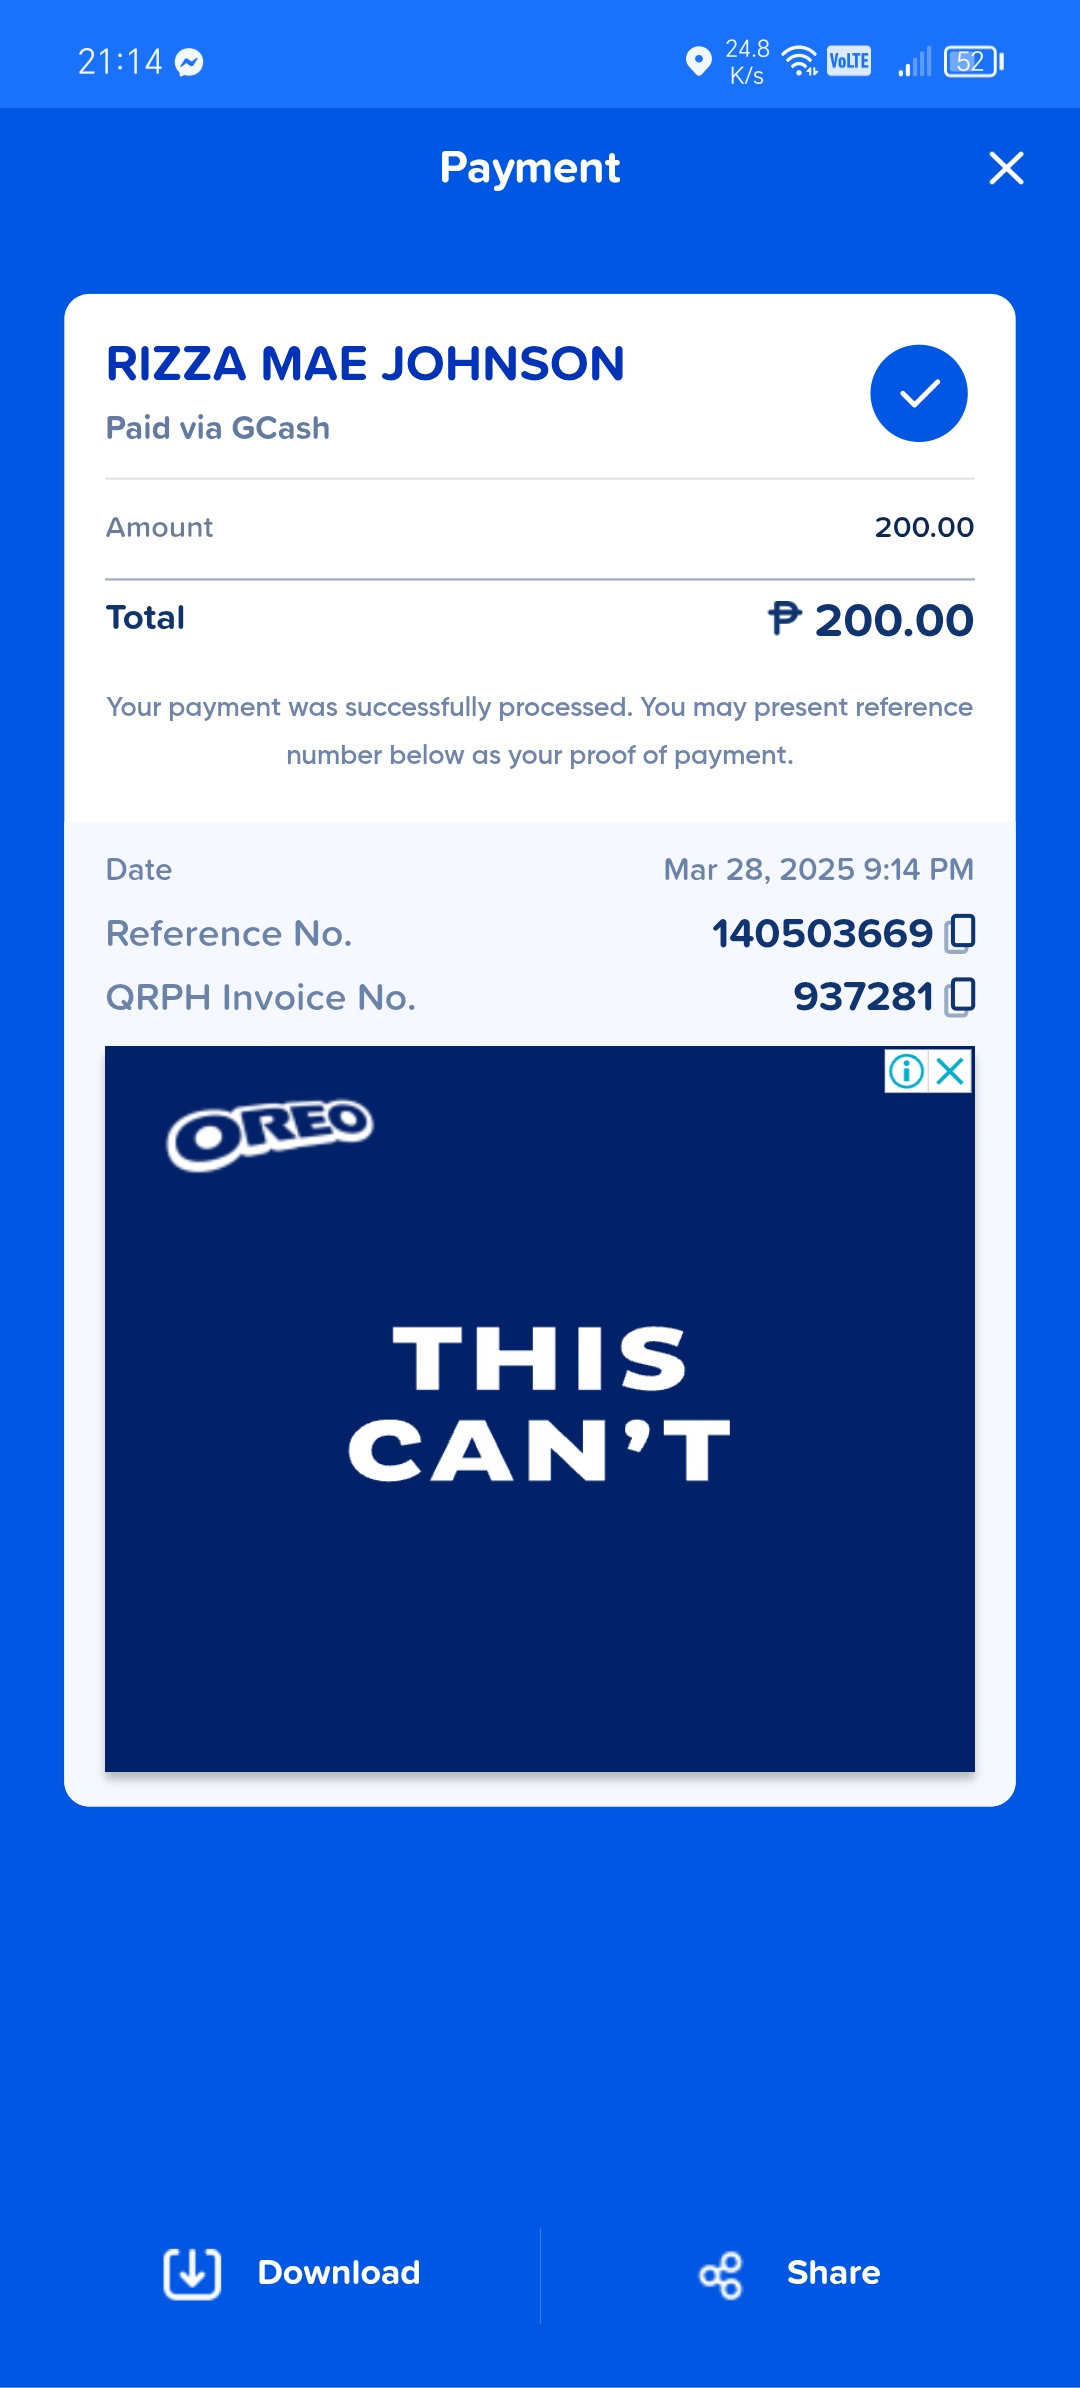 21:14
24.8
K/s
VoLTE
52
Payment
RIZZA MAE JOHNSON
Paid via GCash
Amount 200.00
Total ₱ 200.00
Your payment was successfully processed. You may present reference
number below as your proof of payment.
Date Mar 28, 2025 9:14 PM
Reference No. 140503669
QRPH Invoice No. 937281
OREO
THIS
CAN'T
Download Share